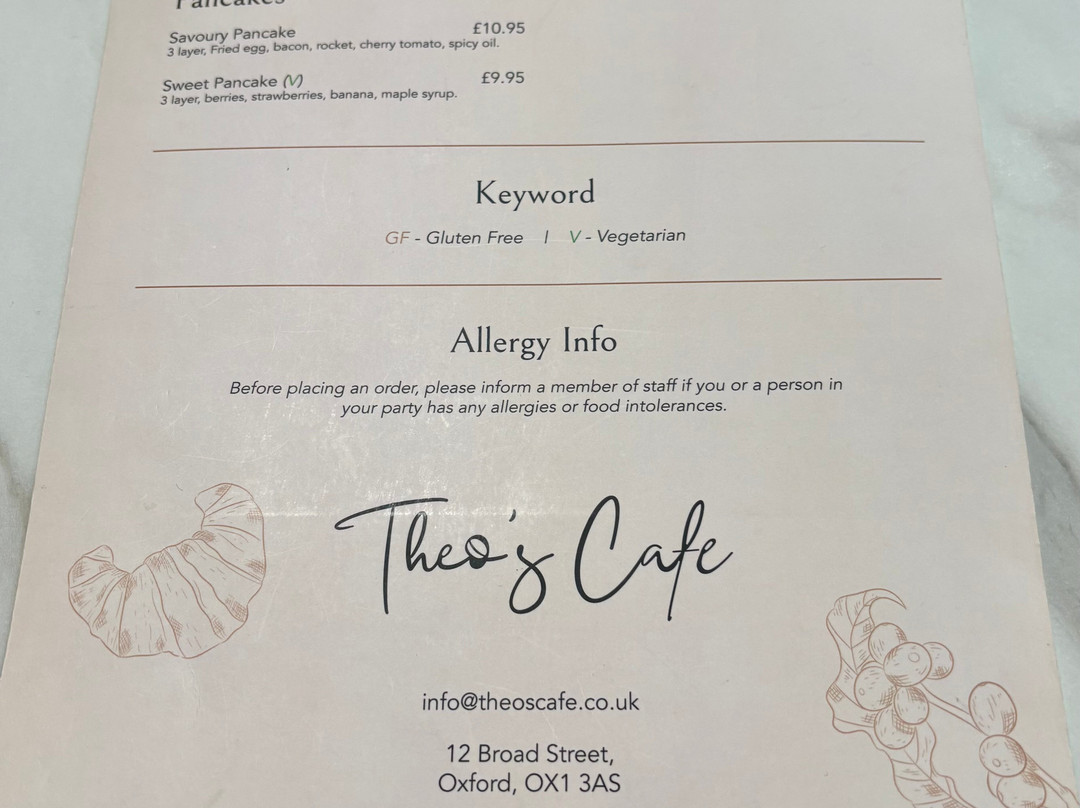 Pancakes
Savoury Pancake £10.95
3 layer, Fried egg, bacon, rocket, cherry tomato, spicy oil.
Sweet Pancake (V) £9.95
3 layer, berries, strawberries, banana, maple syrup.
Keyword
GF - Gluten Free | V - Vegetarian
Allergy Info
Before placing an order, please inform a member of staff if you or a person in
your party has any allergies or food intolerances.
Theo's Cafe
info@theoscafe.co.uk
12 Broad Street,
Oxford, OX1 3AS